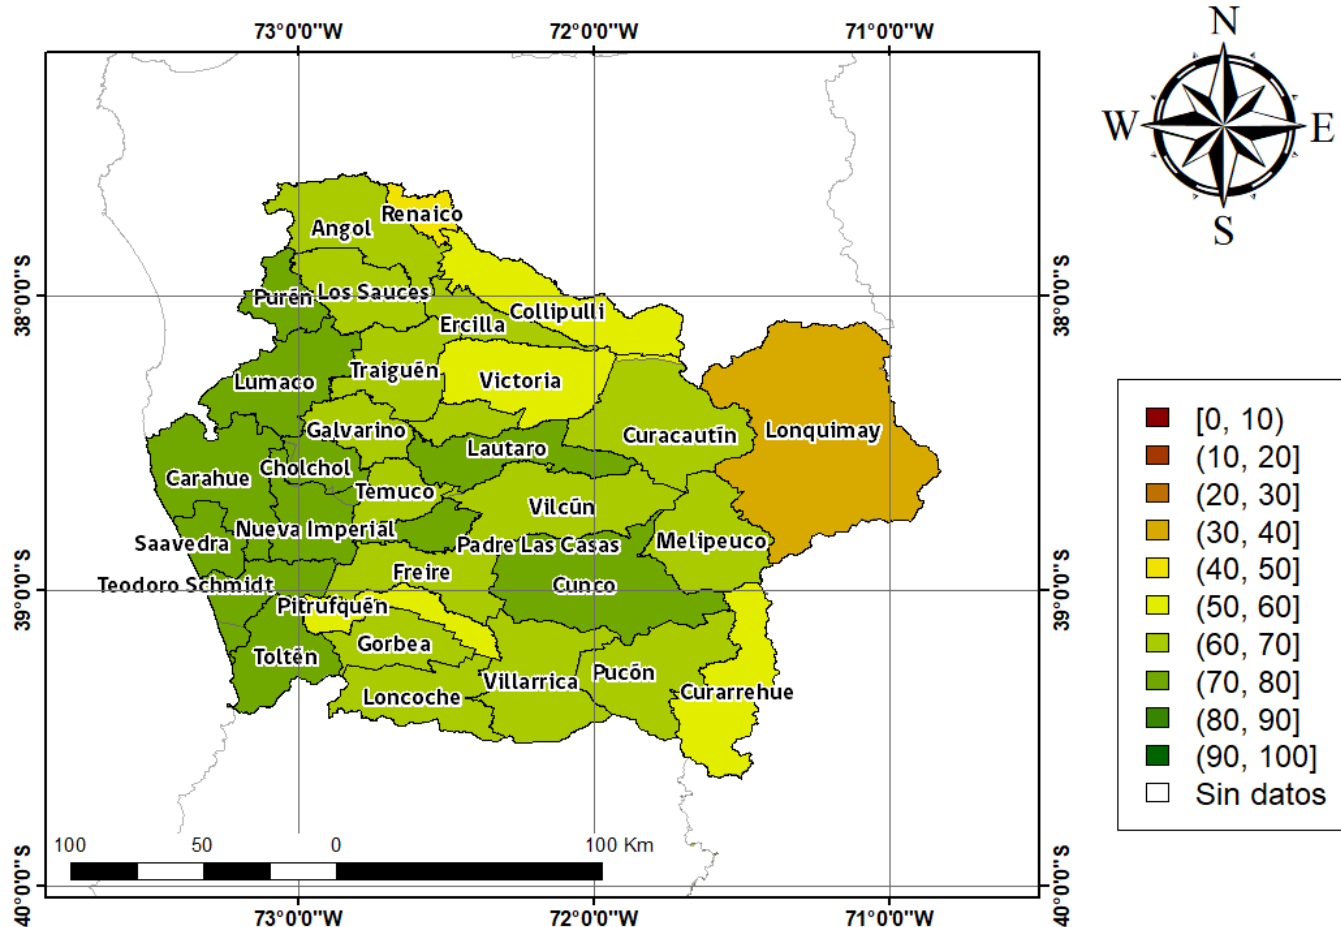 73°0'0"W
72°0'0"W
71°0'0"W
N
W
E
S
38°0'0"S
38°0'0"S
39°0'0"S
39°0'0"S
40°0'0"S
40°0'0"S
Renaico
Angol
Purén
Los Sauces
Collipulli
Ercilla
Traiguén
Victoria
Lumaco
Galvarino
Curacautín
Lonquimay
Lautaro
Cholchol
Carahue
Temuco
Vilcún
Nueva Imperial
Saavedra
Padre Las Casas
Melipeuco
Freire
Cunco
Teodoro Schmidt
Pitrufquén
Gorbea
Toltén
Pucón
Villarrica
Curarrehue
Loncoche
100
50
0
100 Km
73°0'0"W
72°0'0"W
71°0'0"W
[0, 10)
(10, 20]
(20, 30]
(30, 40]
(40, 50]
(50, 60]
(60, 70]
(70, 80]
(80, 90]
(90, 100]
Sin datos